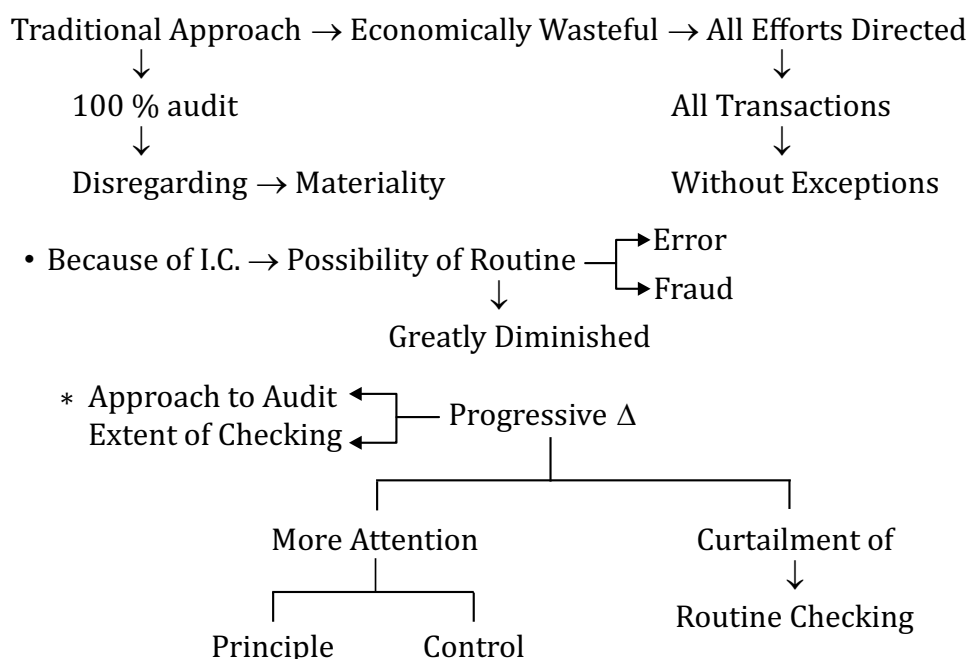 Traditional Approach → Economically Wasteful → All Efforts Directed
↓ ↓
100 % audit All Transactions
↓ ↓
Disregarding → Materiality Without Exceptions
• Because of I.C. → Possibility of Routine Error
Fraud
↓
Greatly Diminished
* Approach to Audit
Extent of Checking
Progressive Δ
More Attention Curtailment of
↓
Routine Checking
Principle Control